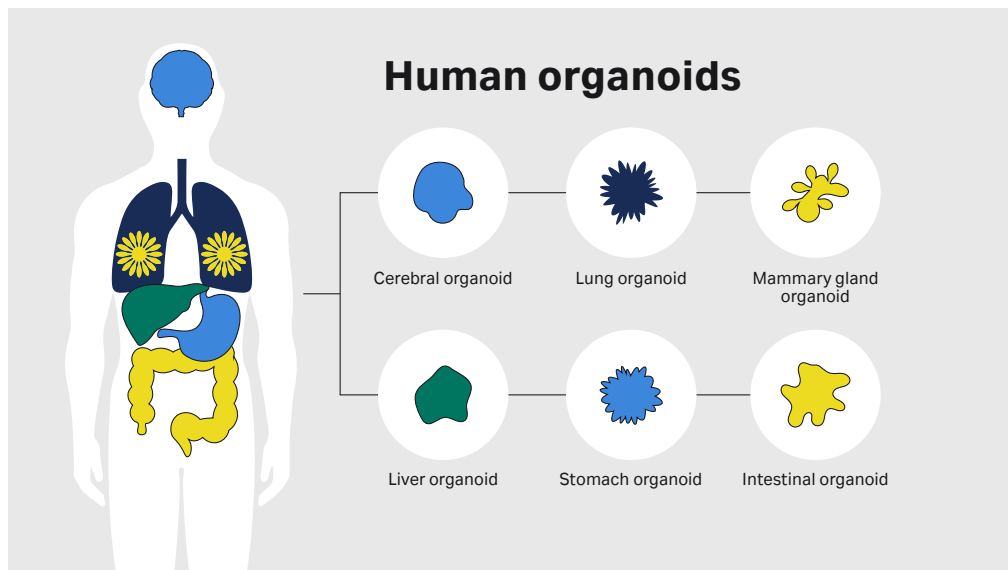 Human organoids
Cerebral organoid
Lung organoid
Mammary gland
organoid
Liver organoid
Stomach organoid
Intestinal organoid